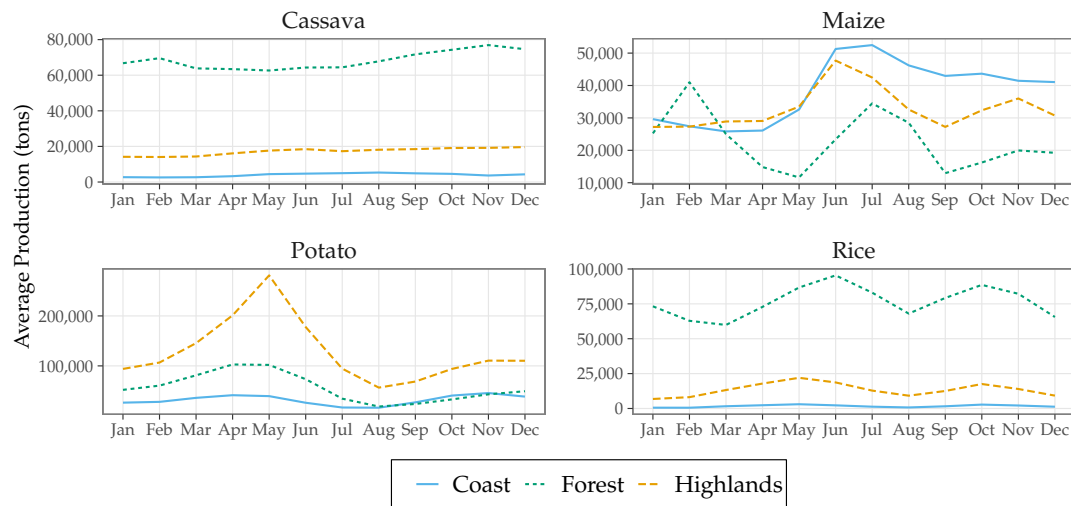 Average Production (tons)
Cassava
80,000
60,000
40,000
20,000
0
Jan Feb Mar Apr May Jun Jul Aug Sep Oct Nov Dec
Maize
50,000
40,000
30,000
20,000
10,000
Jan Feb Mar Apr May Jun Jul Aug Sep Oct Nov Dec
Potato
200,000
100,000
Jan Feb Mar Apr May Jun Jul Aug Sep Oct Nov Dec
Rice
100,000
75,000
50,000
25,000
0
Jan Feb Mar Apr May Jun Jul Aug Sep Oct Nov Dec
Coast Forest Highlands